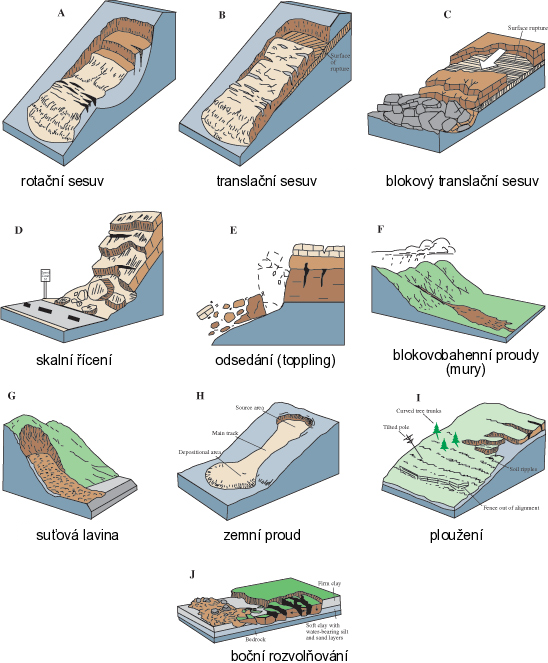 A
B
C
Surface rupture
Surface
of
rupture
Toe
rotační sesuv
translační sesuv
blokový translační sesuv
D
E
F
skalní řícení
odsedání (toppling)
blokovobahenní proudy
(mury)
G
H
I
Source area
Main track
Depositional area
Curved tree trunks
Tilted pole
Soil ripples
Fence out of alignment
suťová lavina
zemní proud
ploužení
J
Firm clay
Soft clay with
water-bearing silt
and sand layers
Bedrock
boční rozvolňování